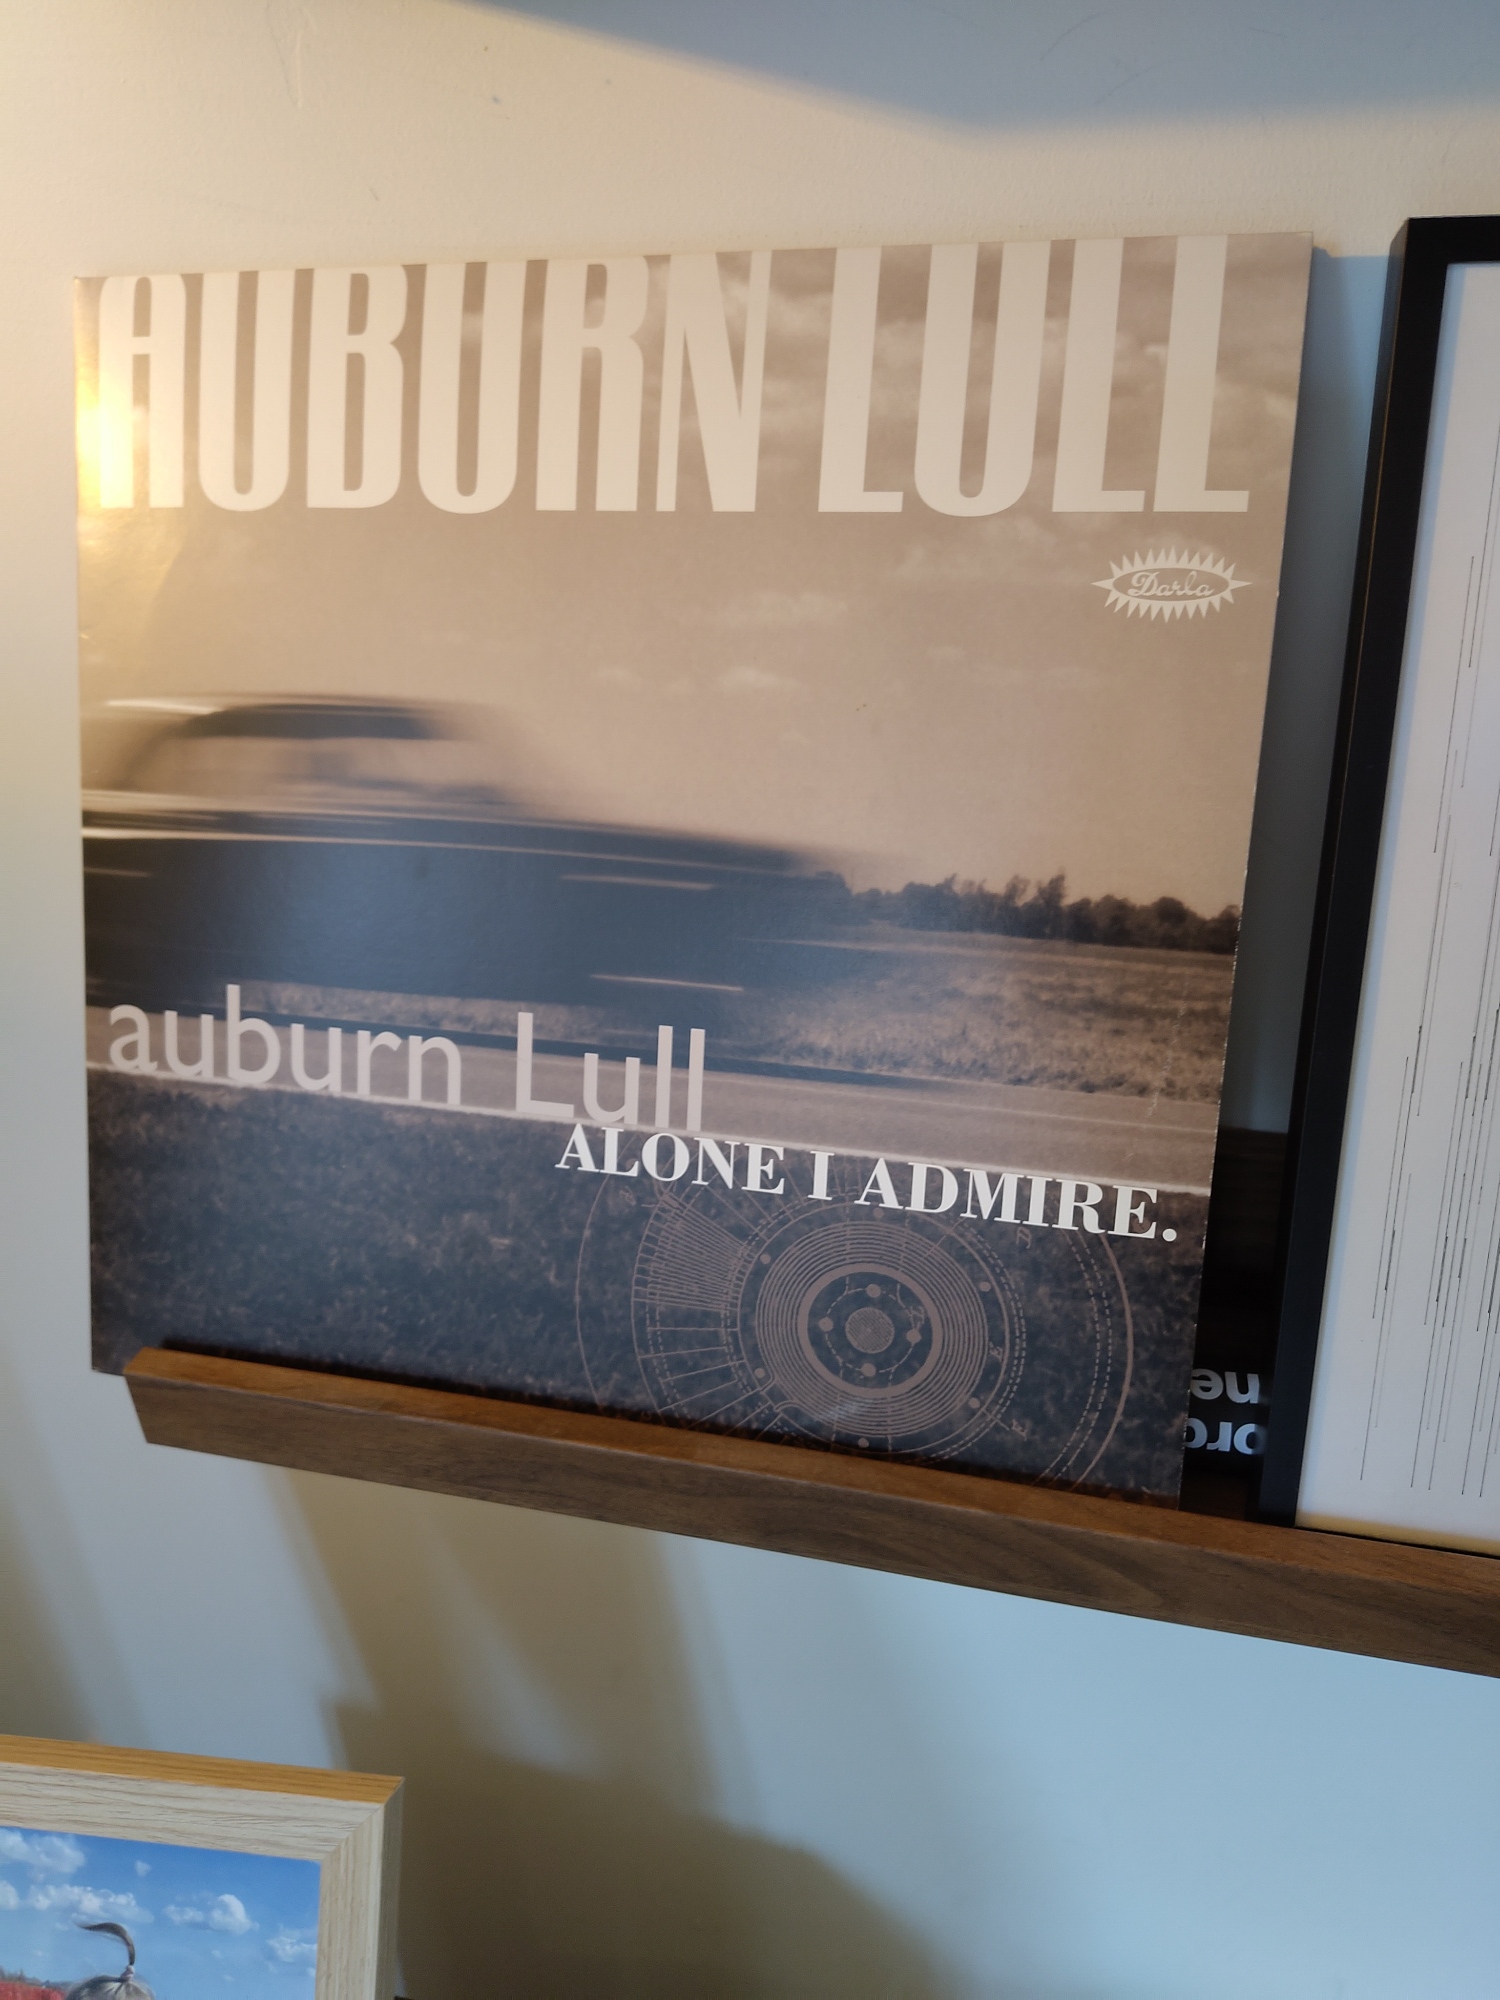 AUBURN LULL
Darla
auburn Lull
ALONE I ADMIRE.